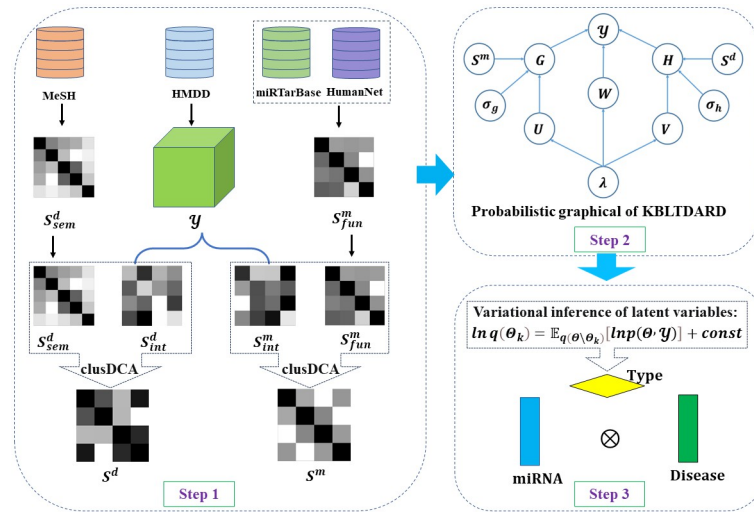 MeSH
HMDD
miRTarBase
HumanNet
S^d_sem
𝒴
S^m_fun
S^d_sem
S^d_int
S^m_int
S^m_fun
clusDCA
clusDCA
S^d
S^m
Step 1
𝒴
S^m
G
H
S^d
σ_g
W
σ_h
U
V
λ
Probabilistic graphical of KBLTDARD
Step 2
Variational inference of latent variables:
ln q(Θ_k) = 𝔼_q(Θ\Θ_k)[lnp(Θ,𝒴)] + const
Type
⊗
miRNA
Disease
Step 3